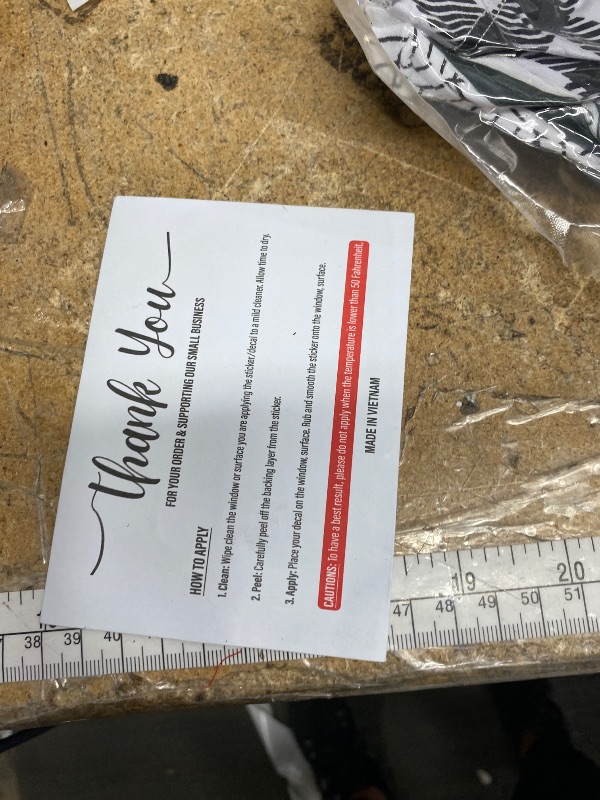 thank You
FOR YOUR ORDER & SUPPORTING OUR SMALL BUSINESS
HOW TO APPLY
1. Clean: Wipe clean the window or surface you are applying the sticker/decal to a mild cleaner. Allow time to dry.
2. Peel: Carefully peel off the backing layer from the sticker.
3. Apply: Place your decal on the window, surface. Rub and smooth the sticker onto the window, surface.
CAUTIONS: To have a best result, please do not apply when the temperature is lower than 50 Fahrenheit.
MADE IN VIETNAM
19 20
38 39 40 47 48 49 50 51